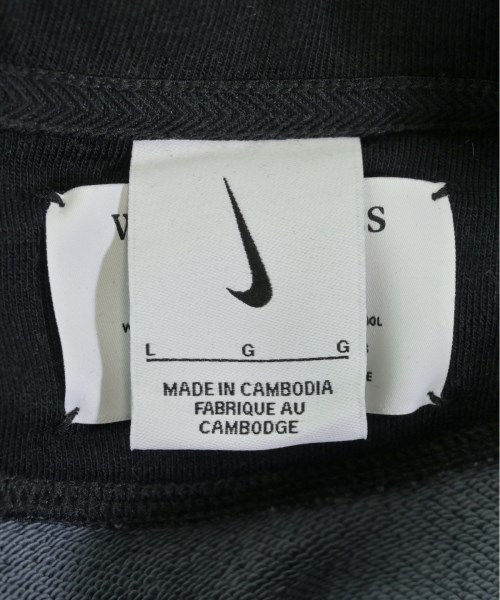 W S
L G G
MADE IN CAMBODIA
FABRIQUE AU
CAMBODGE